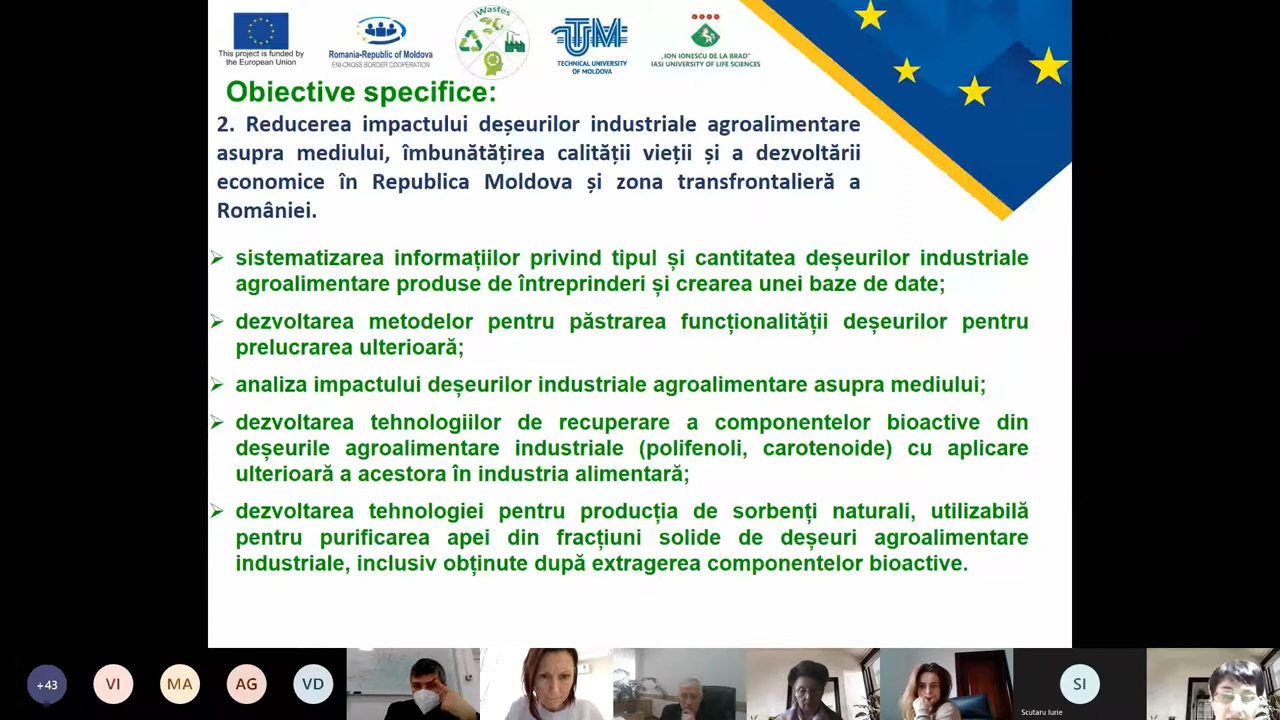 This project is funded by
the European Union
Romania-Republic of Moldova
ENI-CROSS BORDER COOPERATION
iWastes
UTM
TECHNICAL UNIVERSITY
OF MOLDOVA
„ION IONESCU DE LA BRAD”
IASI UNIVERSITY OF LIFE SCIENCES
Obiective specifice:
2. Reducerea impactului deșeurilor industriale agroalimentare
asupra mediului, îmbunătățirea calității vieții și a dezvoltării
economice în Republica Moldova și zona transfrontalieră a
României.
sistematizarea informațiilor privind tipul și cantitatea deșeurilor industriale
agroalimentare produse de întreprinderi și crearea unei baze de date;
dezvoltarea metodelor pentru păstrarea funcționalității deșeurilor pentru
prelucrarea ulterioară;
analiza impactului deșeurilor industriale agroalimentare asupra mediului;
dezvoltarea tehnologiilor de recuperare a componentelor bioactive din
deșeurile agroalimentare industriale (polifenoli, carotenoide) cu aplicare
ulterioară a acestora în industria alimentară;
dezvoltarea tehnologiei pentru producția de sorbenți naturali, utilizabilă
pentru purificarea apei din fracțiuni solide de deșeuri agroalimentare
industriale, inclusiv obținute după extragerea componentelor bioactive.
+43
VI
MA
AG
VD
SI
Scutaru Iurie